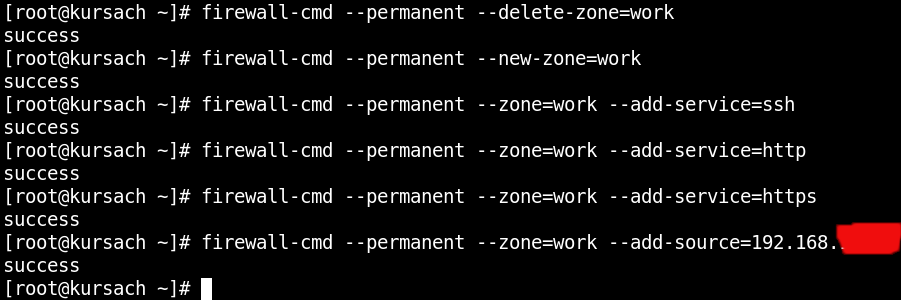 [root@kursach ~]# firewall-cmd --permanent --delete-zone=work
success
[root@kursach ~]# firewall-cmd --permanent --new-zone=work
success
[root@kursach ~]# firewall-cmd --permanent --zone=work --add-service=ssh
success
[root@kursach ~]# firewall-cmd --permanent --zone=work --add-service=http
success
[root@kursach ~]# firewall-cmd --permanent --zone=work --add-service=https
success
[root@kursach ~]# firewall-cmd --permanent --zone=work --add-source=192.168.
success
[root@kursach ~]#